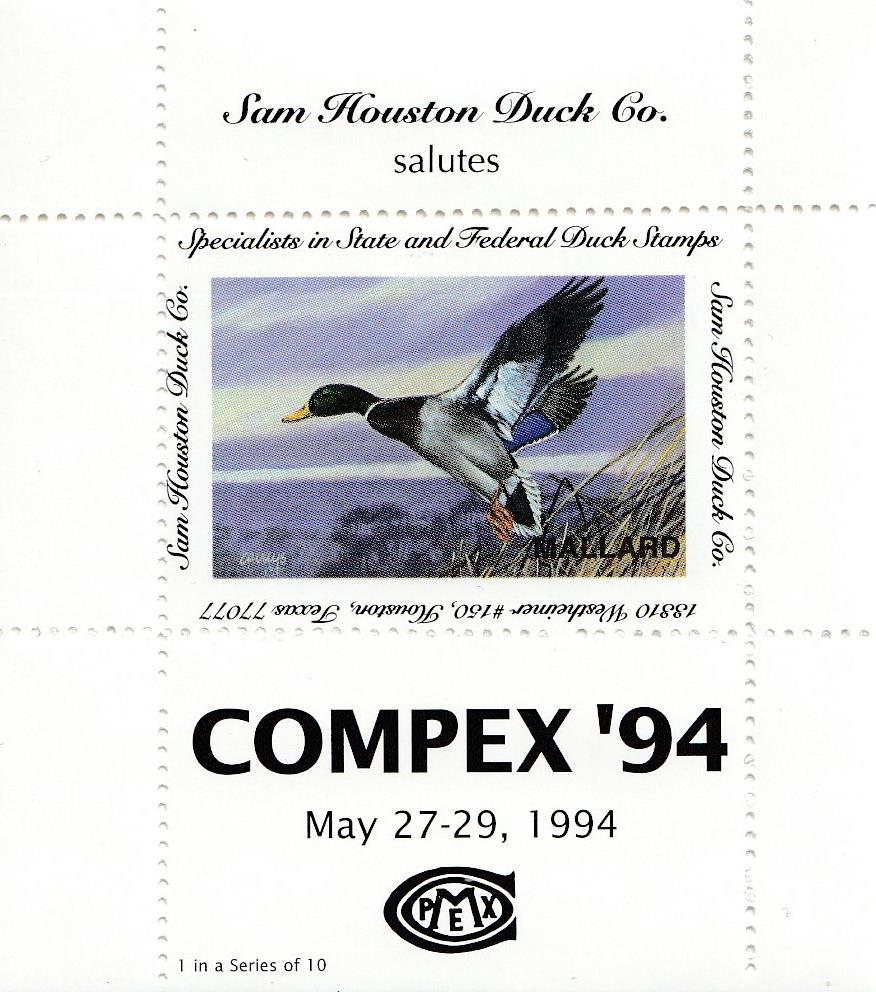 Sam Houston Duck Co.
salutes
Specialists in State and Federal Duck Stamps
Sam Houston Duck Co.
Sam Houston Duck Co.
MALLARD
13810 Westheimer #150, Houston, Texas 77077
COMPEX '94
May 27-29, 1994
CPMEX
1 in a Series of 10